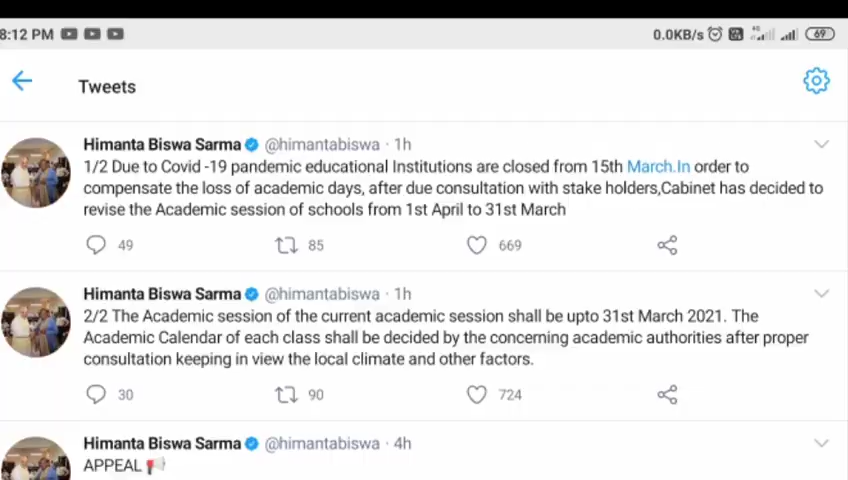 8:12 PM 0.0KB/s 4G 69
Tweets
Himanta Biswa Sarma @himantabiswa · 1h
1/2 Due to Covid -19 pandemic educational Institutions are closed from 15th March.In order to
compensate the loss of academic days, after due consultation with stake holders,Cabinet has decided to
revise the Academic session of schools from 1st April to 31st March
49 85 669
Himanta Biswa Sarma @himantabiswa · 1h
2/2 The Academic session of the current academic session shall be upto 31st March 2021. The
Academic Calendar of each class shall be decided by the concerning academic authorities after proper
consultation keeping in view the local climate and other factors.
30 90 724
Himanta Biswa Sarma @himantabiswa · 4h
APPEAL